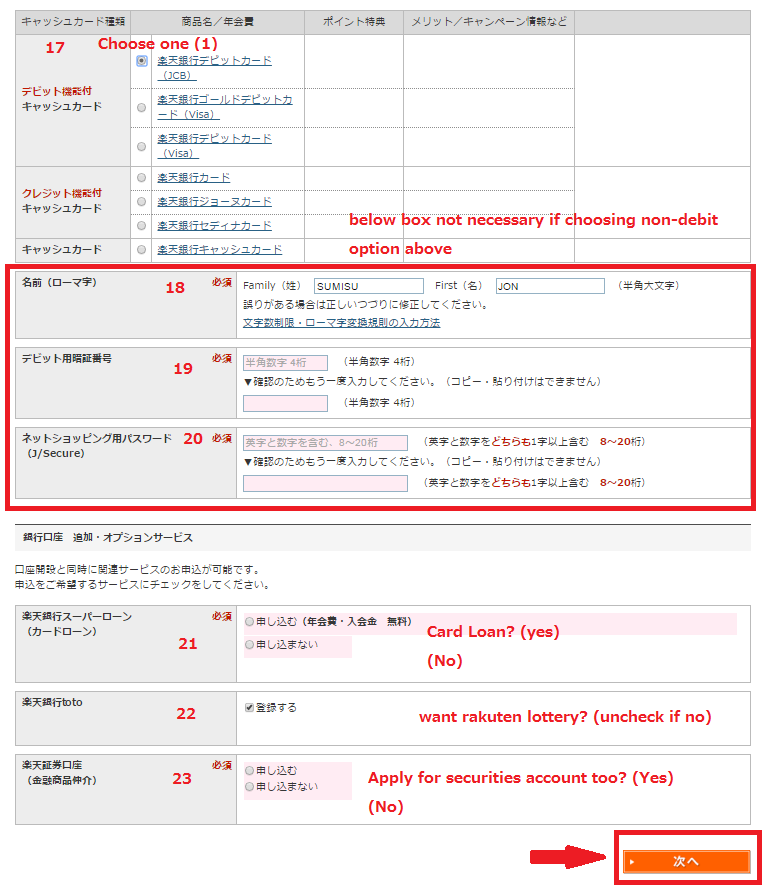 キャッシュカード種類 商品名／年会費 ポイント特典 メリット／キャンペーン情報など
17 Choose one (1)
デビット機能付
キャッシュカード
楽天銀行デビットカード
（JCB）
楽天銀行ゴールドデビットカ
ード（Visa）
楽天銀行デビットカード
（Visa）
クレジット機能付
キャッシュカード
楽天銀行カード
楽天銀行ジョーヌカード
楽天銀行セディナカード
below box not necessary if choosing non-debit
option above
キャッシュカード 楽天銀行キャッシュカード
名前（ローマ字） 18 必須 Family（姓） SUMISU First（名） JON （半角大文字）
誤りがある場合は正しいつづりに修正してください。
文字数制限・ローマ字変換規則の入力方法
デビット用暗証番号 19 必須 半角数字 4桁 （半角数字 4桁）
▼確認のためもう一度入力してください。（コピー・貼り付けはできません）
（半角数字 4桁）
ネットショッピング用パスワード 20 必須
（J/Secure）
英字と数字を含む、8～20桁 （英字と数字をどちらも1字以上含む　8～20桁）
▼確認のためもう一度入力してください。（コピー・貼り付けはできません）
（英字と数字をどちらも1字以上含む　8～20桁）
銀行口座　追加・オプションサービス
口座開設と同時に関連サービスのお申込が可能です。
申込をご希望するサービスにチェックをしてください。
楽天銀行スーパーローン
（カードローン）
21 必須
申し込む（年会費・入会金　無料）
申し込まない
Card Loan? (yes)
(No)
楽天銀行toto 22 登録する want rakuten lottery? (uncheck if no)
楽天証券口座
（金融商品仲介）
23 必須
申し込む
申し込まない
Apply for securities account too? (Yes)
(No)
次へ